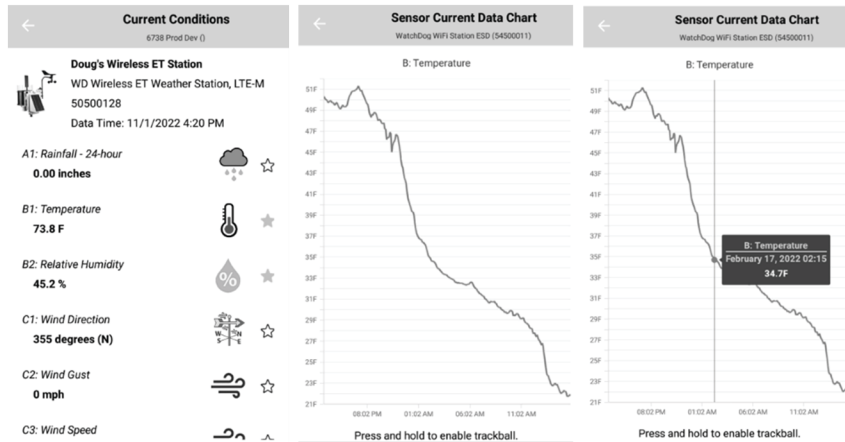 Current Conditions
6738 Prod Dev ()
Doug's Wireless ET Station
WD Wireless ET Weather Station, LTE-M
50500128
Data Time: 11/1/2022 4:20 PM
A1: Rainfall - 24-hour
0.00 inches
B1: Temperature
73.8 F
B2: Relative Humidity
45.2 %
%
C1: Wind Direction
355 degrees (N)
W N
S E
C2: Wind Gust
0 mph
C3: Wind Speed
Sensor Current Data Chart
WatchDog WiFi Station ESD (54500011)
B: Temperature
51F
49F
47F
45F
43F
41F
39F
37F
35F
33F
31F
29F
27F
25F
23F
21F
08:02 PM 01:02 AM 06:02 AM 11:02 AM
Press and hold to enable trackball.
Sensor Current Data Chart
WatchDog WiFi Station ESD (54500011)
B: Temperature
51F
49F
47F
45F
43F
41F
39F
37F
35F
33F
31F
29F
27F
25F
23F
21F
B: Temperature
February 17, 2022 02:15
34.7F
08:02 PM 01:02 AM 06:02 AM 11:02 AM
Press and hold to enable trackball.